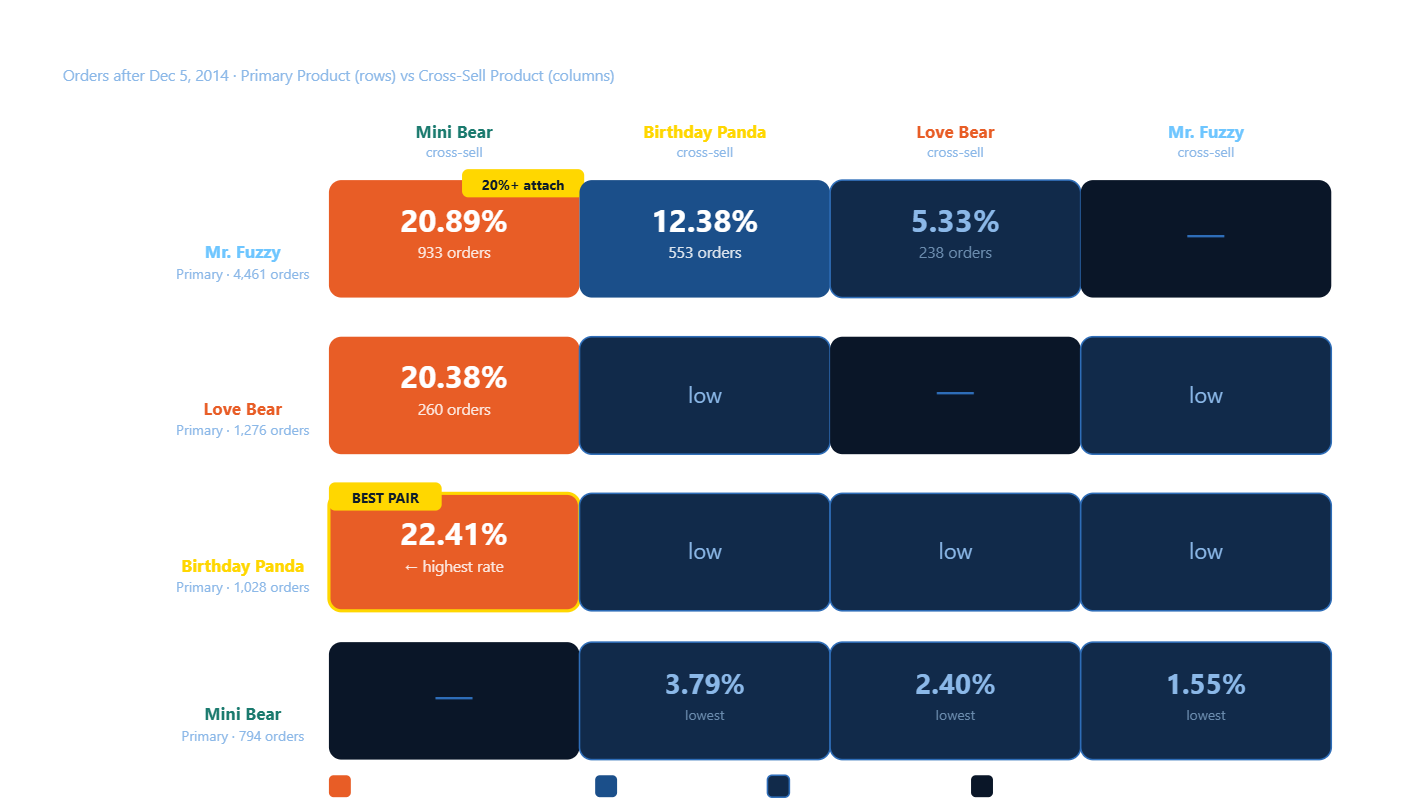 Orders after Dec 5, 2014 · Primary Product (rows) vs Cross-Sell Product (columns)
Mini Bear
cross-sell
Birthday Panda
cross-sell
Love Bear
cross-sell
Mr. Fuzzy
cross-sell
Mr. Fuzzy
Primary · 4,461 orders
20%+ attach
20.89%
933 orders
12.38%
553 orders
5.33%
238 orders
—
Love Bear
Primary · 1,276 orders
20.38%
260 orders
low
—
low
Birthday Panda
Primary · 1,028 orders
BEST PAIR
22.41%
← highest rate
low
low
low
Mini Bear
Primary · 794 orders
—
3.79%
lowest
2.40%
lowest
1.55%
lowest